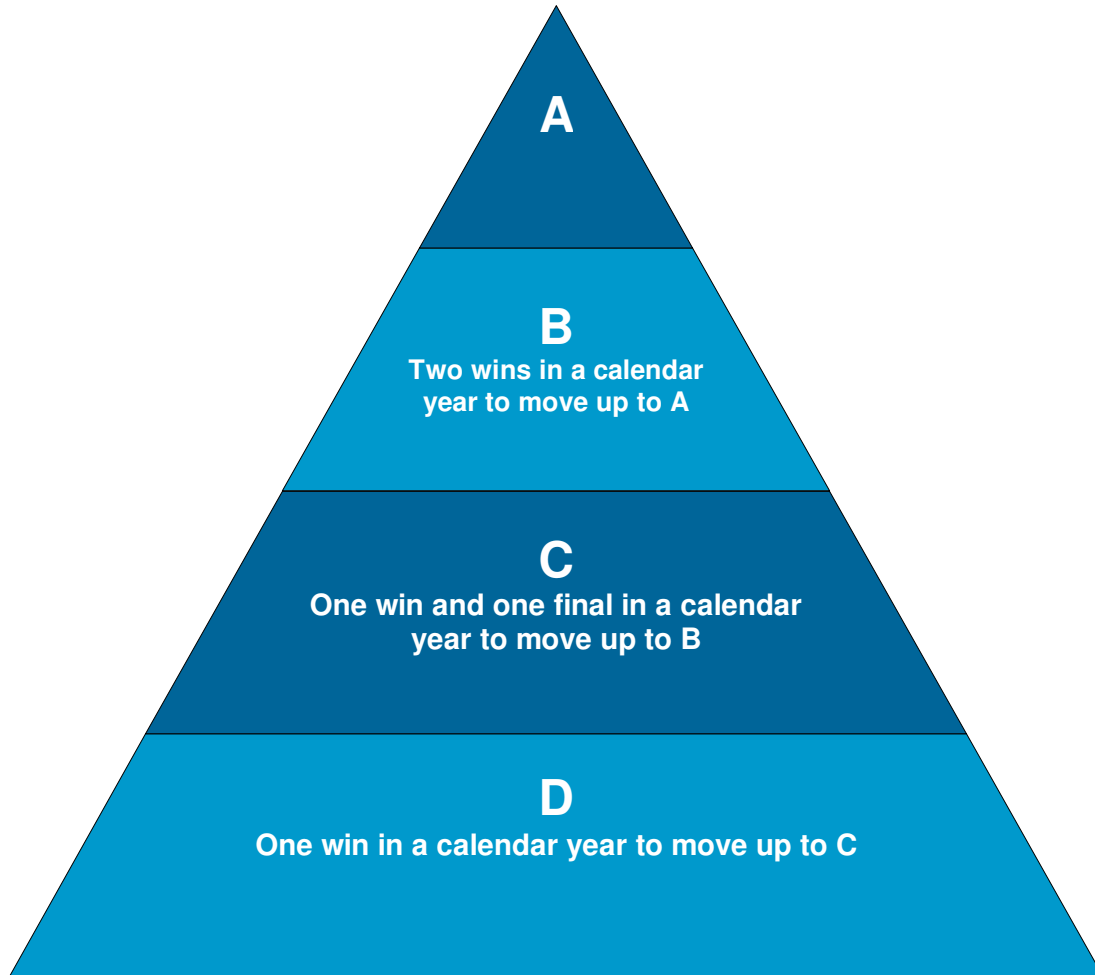 A
B
Two wins in a calendar
year to move up to A
C
One win and one final in a calendar
year to move up to B
D
One win in a calendar year to move up to C